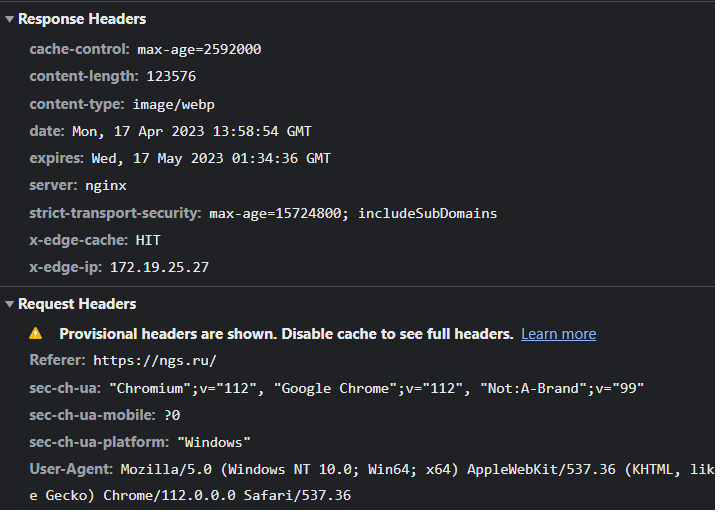 Response Headers
cache-control: max-age=2592000
content-length: 123576
content-type: image/webp
date: Mon, 17 Apr 2023 13:58:54 GMT
expires: Wed, 17 May 2023 01:34:36 GMT
server: nginx
strict-transport-security: max-age=15724800; includeSubDomains
x-edge-cache: HIT
x-edge-ip: 172.19.25.27
Request Headers
Provisional headers are shown. Disable cache to see full headers. Learn more
Referer: https://ngs.ru/
sec-ch-ua: "Chromium";v="112", "Google Chrome";v="112", "Not:A-Brand";v="99"
sec-ch-ua-mobile: ?0
sec-ch-ua-platform: "Windows"
User-Agent: Mozilla/5.0 (Windows NT 10.0; Win64; x64) AppleWebKit/537.36 (KHTML, lik
e Gecko) Chrome/112.0.0.0 Safari/537.36